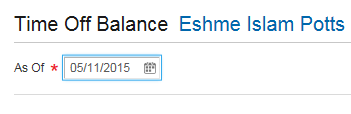 Time Off Balance Eshme Islam Potts
As Of * 05/11/2015